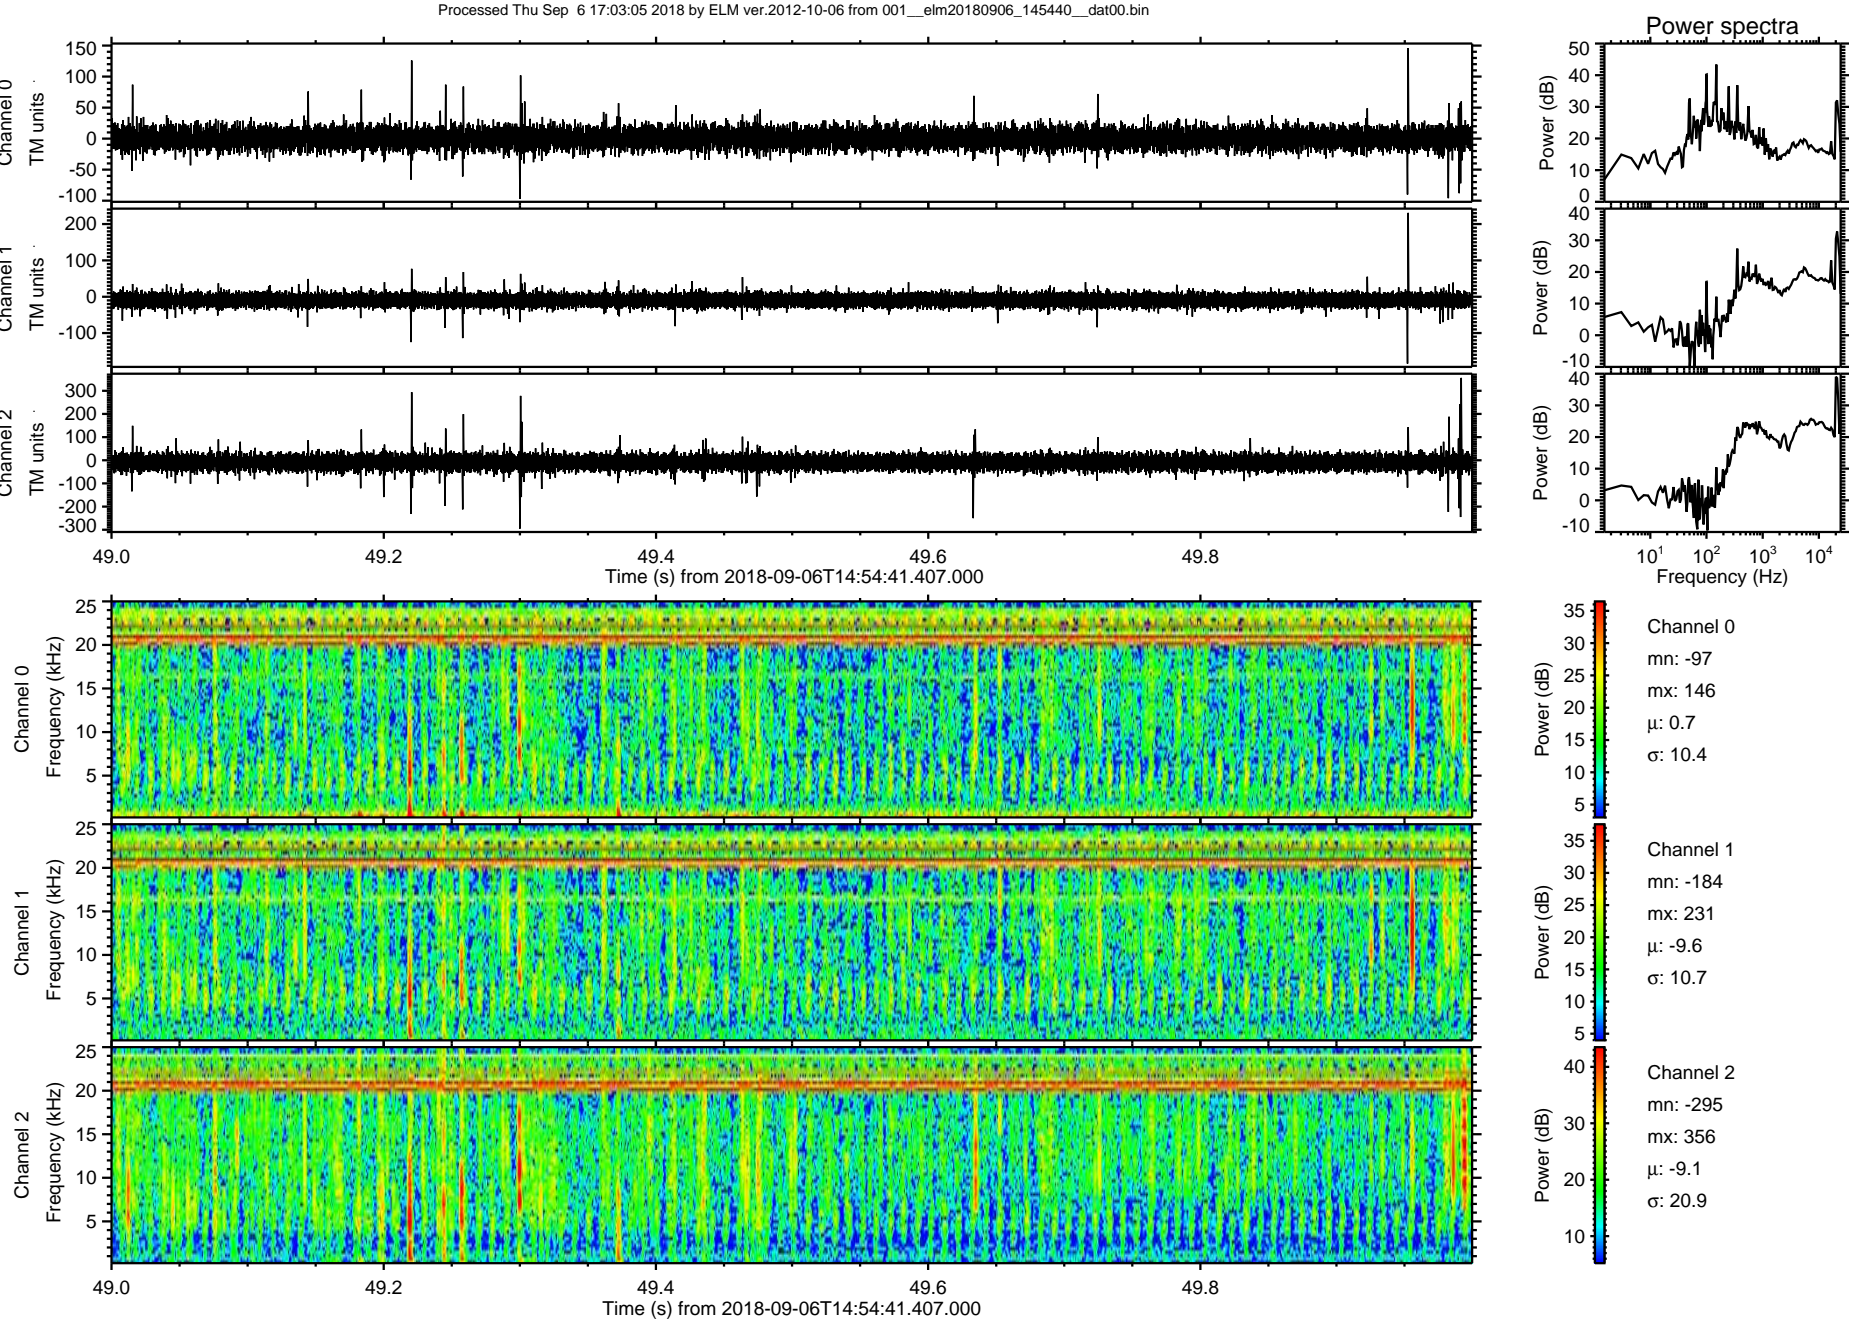 Processed Thu Sep  6 17:03:05 2018 by ELM ver.2012-10-06 from 001__elm20180906_145440__dat00.bin
Power spectra
Channel 0
TM units
150
100
50
0
-50
-100
Power (dB)
50
40
30
20
10
0
Channel 1
TM units
200
100
0
-100
Power (dB)
40
30
20
10
0
-10
Channel 2
TM units
300
200
100
0
-100
-200
-300
Power (dB)
40
30
20
10
0
-10
49.0 49.2 49.4 49.6 49.8
Time (s) from 2018-09-06T14:54:41.407.000
10¹ 10² 10³ 10⁴
Frequency (Hz)
Channel 0
Frequency (kHz)
25
20
15
10
5
Power (dB)
35
30
25
20
15
10
5
Channel 0
mn: -97
mx: 146
μ: 0.7
σ: 10.4
Channel 1
Frequency (kHz)
25
20
15
10
5
Power (dB)
35
30
25
20
15
10
5
Channel 1
mn: -184
mx: 231
μ: -9.6
σ: 10.7
Channel 2
Frequency (kHz)
25
20
15
10
5
Power (dB)
40
30
20
10
Channel 2
mn: -295
mx: 356
μ: -9.1
σ: 20.9
49.0 49.2 49.4 49.6 49.8
Time (s) from 2018-09-06T14:54:41.407.000